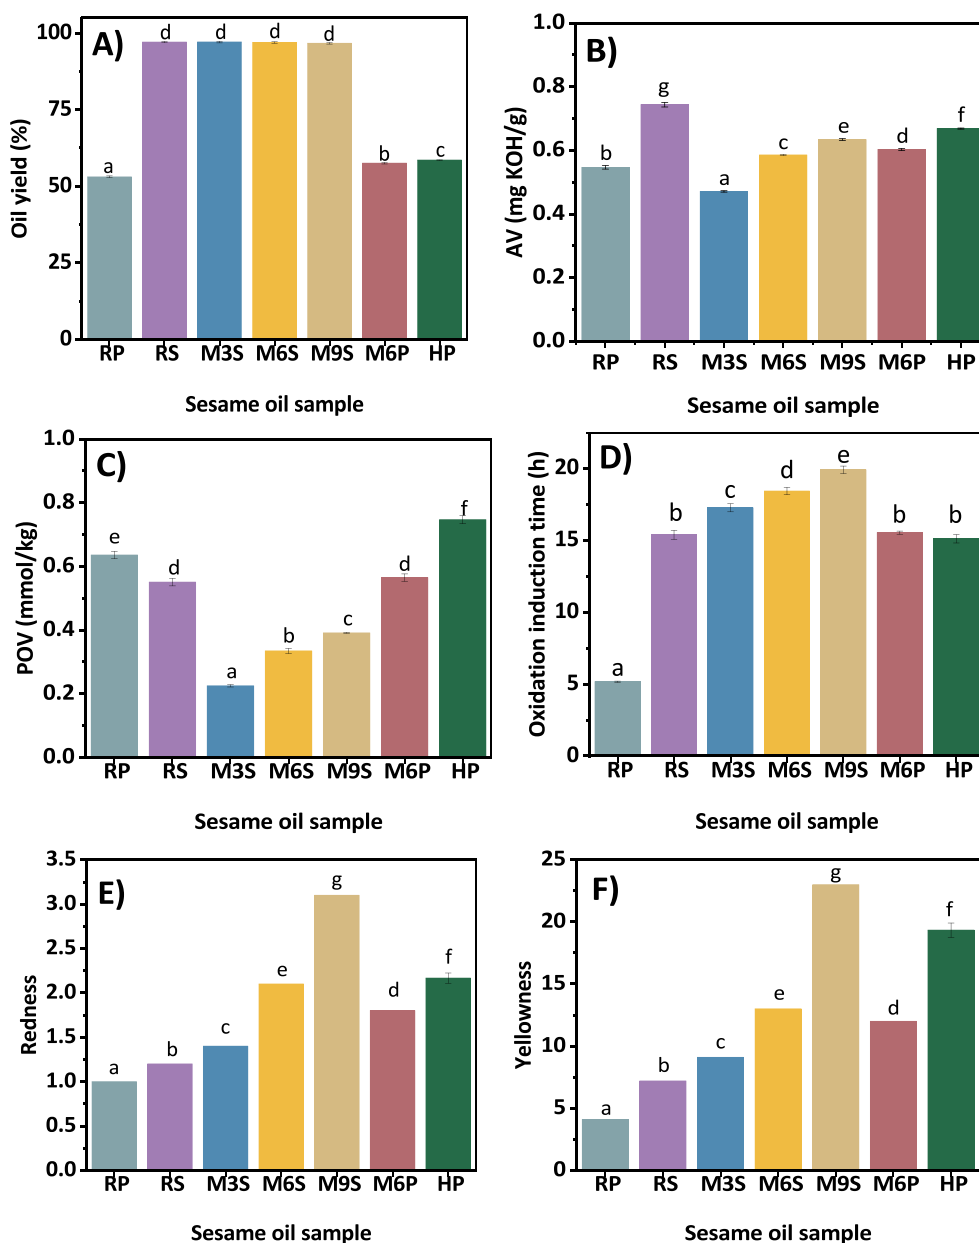 A)
Oil yield (%)
100
75
50
25
0
a
d
d
d
d
b
c
RP RS M3S M6S M9S M6P HP
Sesame oil sample
B)
AV (mg KOH/g)
1.0
0.8
0.6
0.4
0.2
0.0
b
g
a
c
e
d
f
RP RS M3S M6S M9S M6P HP
Sesame oil sample
C)
POV (mmol/kg)
1.0
0.8
0.6
0.4
0.2
0.0
e
d
a
b
c
d
f
RP RS M3S M6S M9S M6P HP
Sesame oil sample
D)
Oxidation induction time (h)
20
15
10
5
0
a
b
c
d
e
b
b
RP RS M3S M6S M9S M6P HP
Sesame oil sample
E)
Redness
3.5
3.0
2.5
2.0
1.5
1.0
0.5
0.0
a
b
c
e
g
d
f
RP RS M3S M6S M9S M6P HP
Sesame oil sample
F)
Yellowness
25
20
15
10
5
0
a
b
c
e
g
d
f
RP RS M3S M6S M9S M6P HP
Sesame oil sample